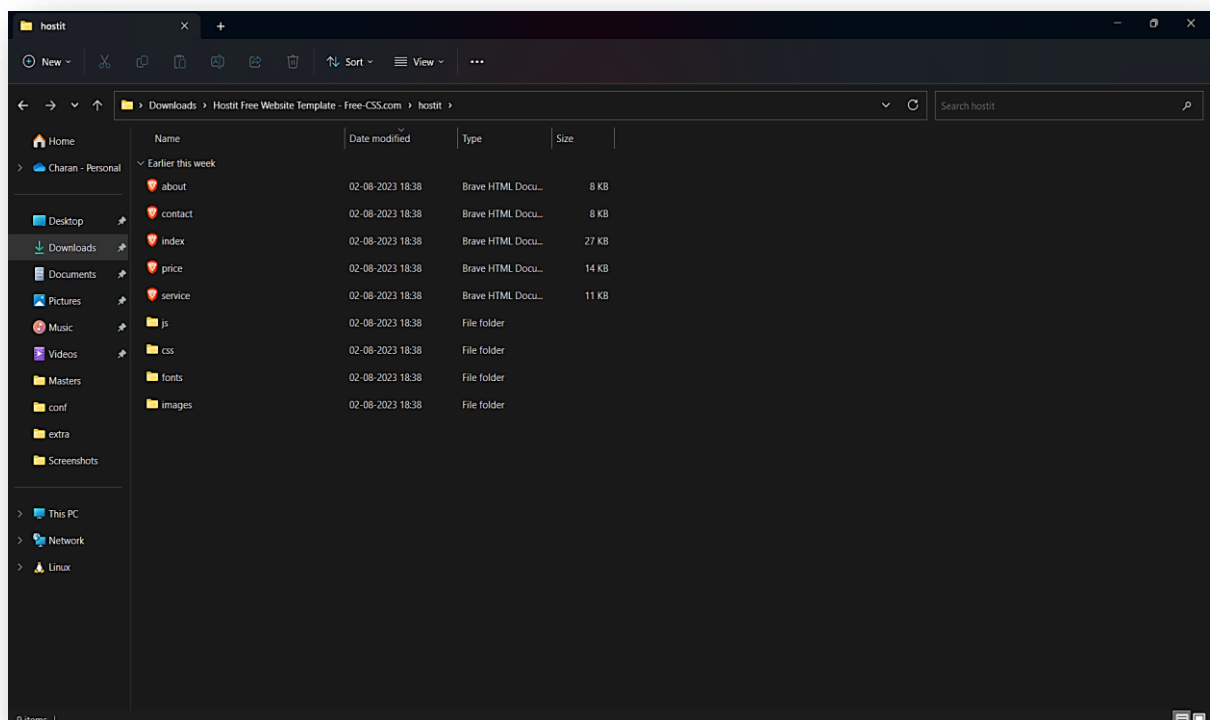 hostit
New
Sort
View
Downloads > Hostit Free Website Template - Free-CSS.com > hostit >
Search hostit
Home
Charan - Personal
Desktop
Downloads
Documents
Pictures
Music
Videos
Masters
conf
extra
Screenshots
This PC
Network
Linux
Name Date modified Type Size
Earlier this week
about 02-08-2023 18:38 Brave HTML Docu... 8 KB
contact 02-08-2023 18:38 Brave HTML Docu... 8 KB
index 02-08-2023 18:38 Brave HTML Docu... 27 KB
price 02-08-2023 18:38 Brave HTML Docu... 14 KB
service 02-08-2023 18:38 Brave HTML Docu... 11 KB
js 02-08-2023 18:38 File folder
css 02-08-2023 18:38 File folder
fonts 02-08-2023 18:38 File folder
images 02-08-2023 18:38 File folder
9 items